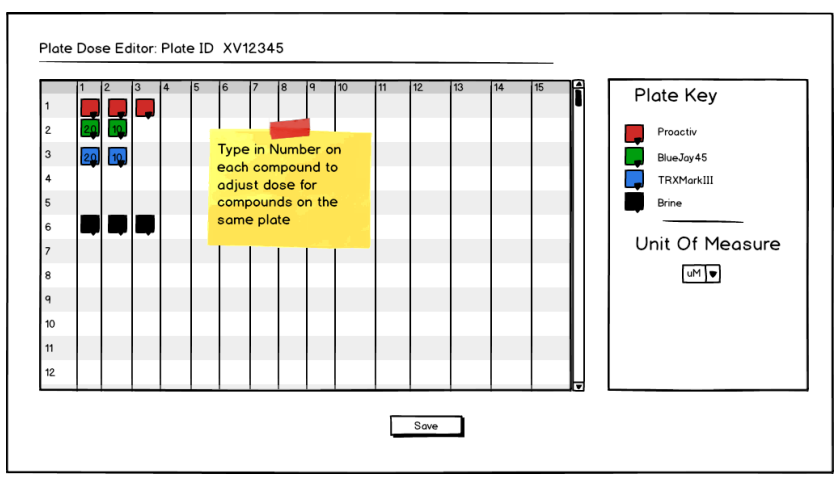 Plate Dose Editor: Plate ID XV12345
1 2 3 4 5 6 7 8 9 10 11 12 13 14 15
1
2 20 10
3 20 10
4
5
6
7
8
9
10
11
12
Type in Number on
each compound to
adjust dose for
compounds on the
same plate
Plate Key
Proactiv
BlueJay45
TRXMarkIII
Brine
Unit Of Measure
uM
Save